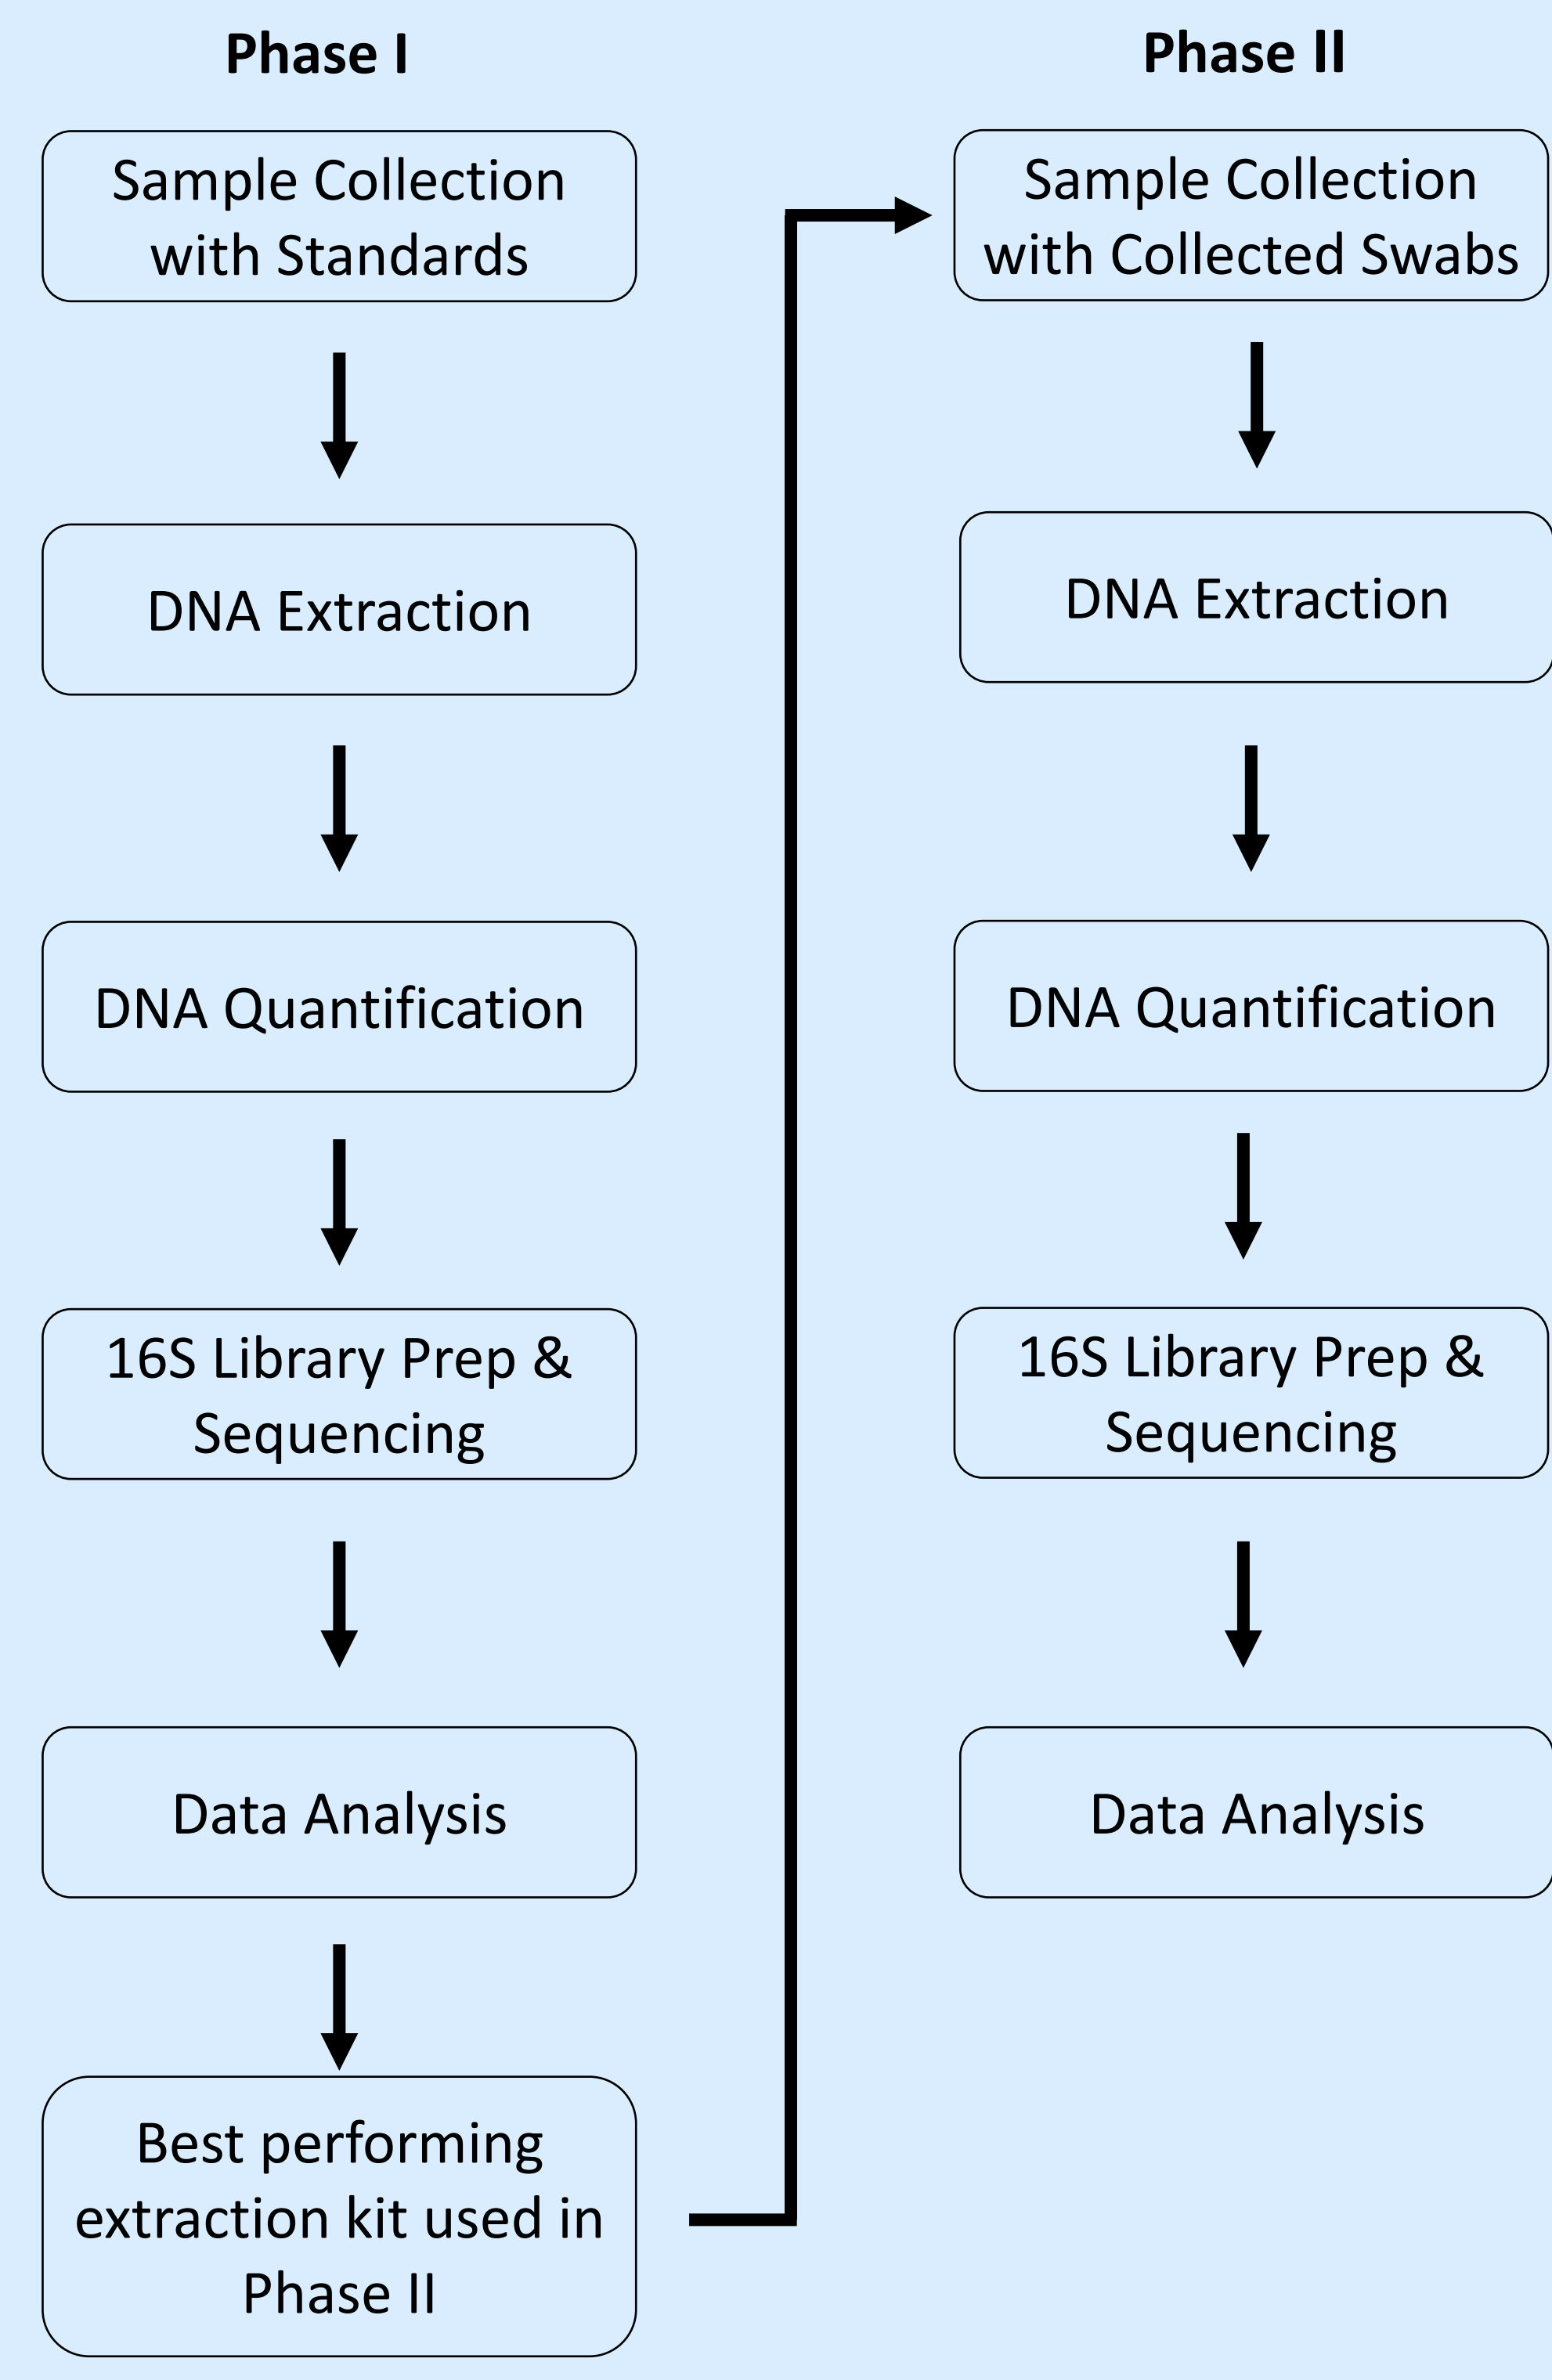 Phase I
Sample Collection
with Standards
DNA Extraction
DNA Quantification
16S Library Prep &
Sequencing
Data Analysis
Best performing
extraction kit used in
Phase II
Phase II
Sample Collection
with Collected Swabs
DNA Extraction
DNA Quantification
16S Library Prep &
Sequencing
Data Analysis